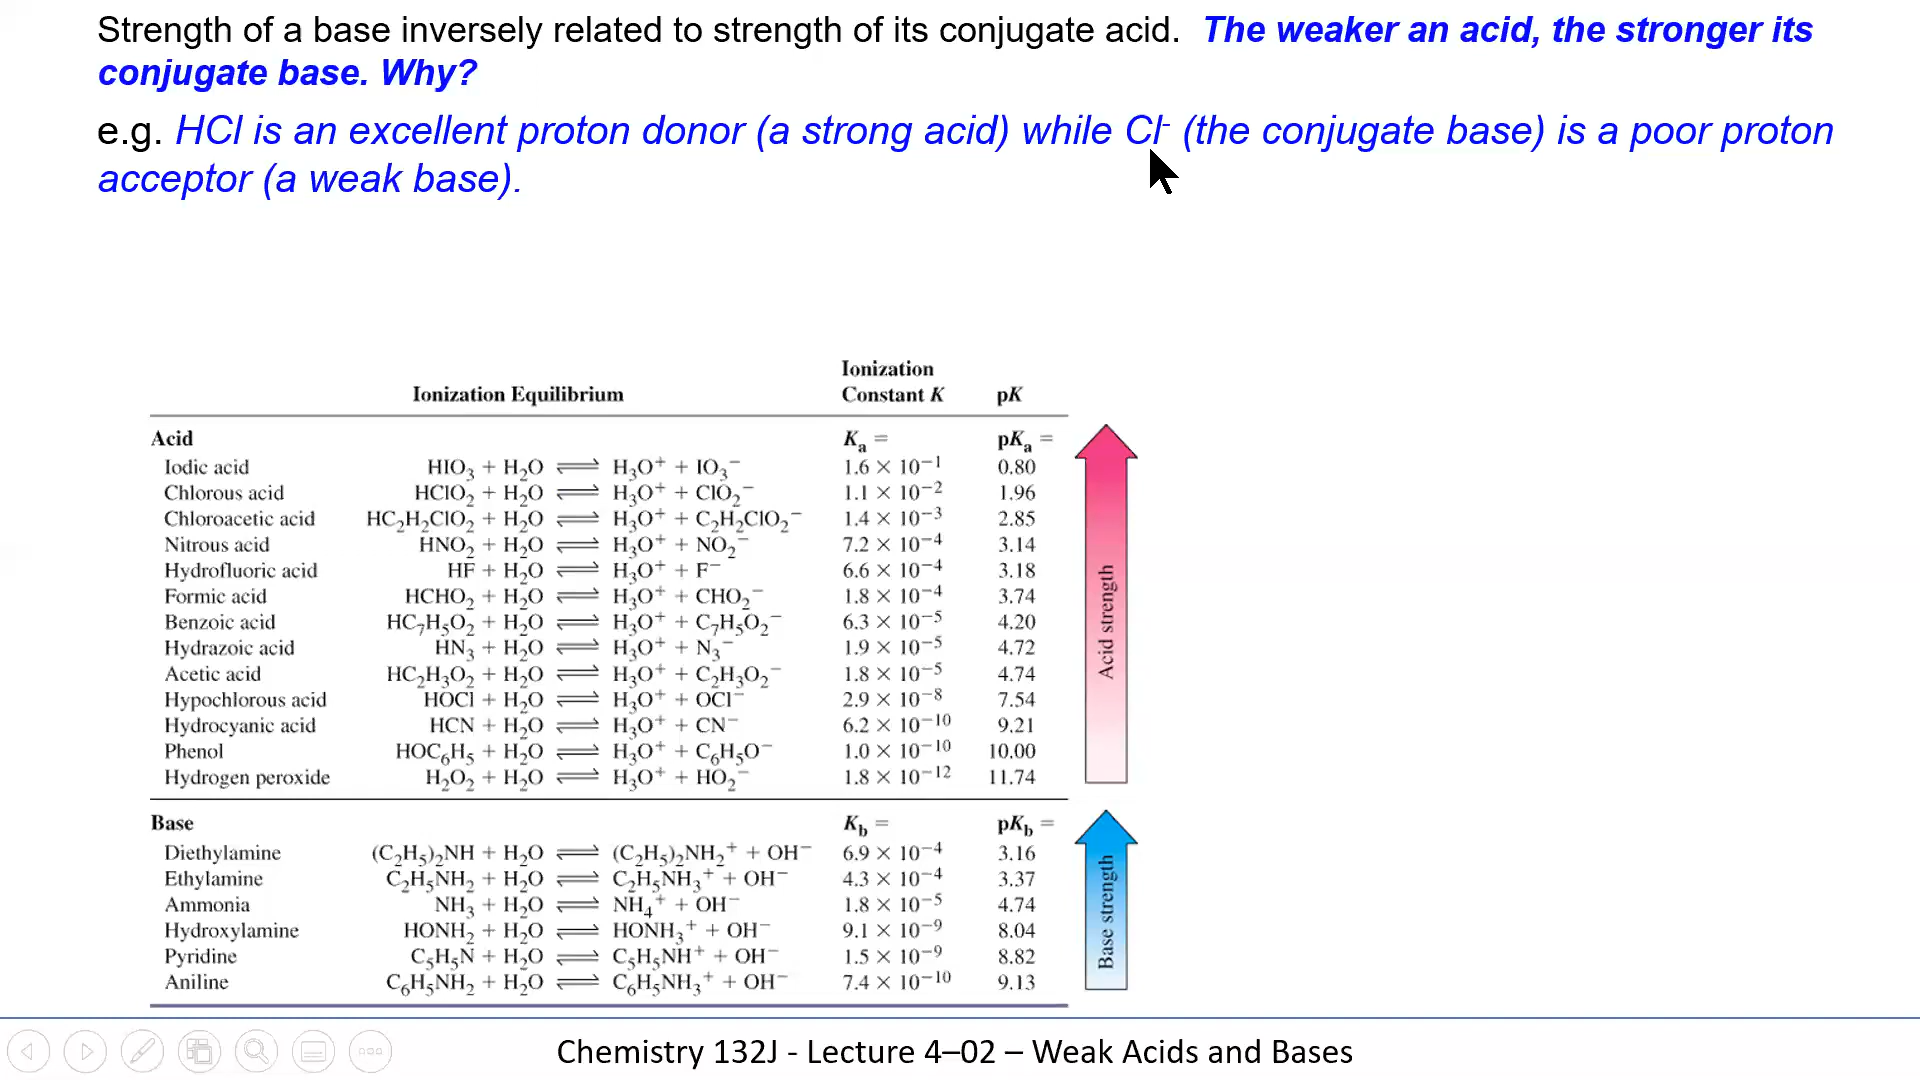 Strength of a base inversely related to strength of its conjugate acid. The weaker an acid, the stronger its
conjugate base. Why?
e.g. HCl is an excellent proton donor (a strong acid) while Cl⁻ (the conjugate base) is a poor proton
acceptor (a weak base).
Ionization
Ionization Equilibrium Constant K pK
Acid Kₐ = pKₐ =
Iodic acid HIO₃ + H₂O ⇌ H₃O⁺ + IO₃⁻ 1.6 × 10⁻¹ 0.80
Chlorous acid HClO₂ + H₂O ⇌ H₃O⁺ + ClO₂⁻ 1.1 × 10⁻² 1.96
Chloroacetic acid HC₂H₂ClO₂ + H₂O ⇌ H₃O⁺ + C₂H₂ClO₂⁻ 1.4 × 10⁻³ 2.85
Nitrous acid HNO₂ + H₂O ⇌ H₃O⁺ + NO₂⁻ 7.2 × 10⁻⁴ 3.14
Hydrofluoric acid HF + H₂O ⇌ H₃O⁺ + F⁻ 6.6 × 10⁻⁴ 3.18
Formic acid HCHO₂ + H₂O ⇌ H₃O⁺ + CHO₂⁻ 1.8 × 10⁻⁴ 3.74
Benzoic acid HC₇H₅O₂ + H₂O ⇌ H₃O⁺ + C₇H₅O₂⁻ 6.3 × 10⁻⁵ 4.20
Hydrazoic acid HN₃ + H₂O ⇌ H₃O⁺ + N₃⁻ 1.9 × 10⁻⁵ 4.72
Acetic acid HC₂H₃O₂ + H₂O ⇌ H₃O⁺ + C₂H₃O₂⁻ 1.8 × 10⁻⁵ 4.74
Hypochlorous acid HOCl + H₂O ⇌ H₃O⁺ + OCl⁻ 2.9 × 10⁻⁸ 7.54
Hydrocyanic acid HCN + H₂O ⇌ H₃O⁺ + CN⁻ 6.2 × 10⁻¹⁰ 9.21
Phenol HOC₆H₅ + H₂O ⇌ H₃O⁺ + C₆H₅O⁻ 1.0 × 10⁻¹⁰ 10.00
Hydrogen peroxide H₂O₂ + H₂O ⇌ H₃O⁺ + HO₂⁻ 1.8 × 10⁻¹² 11.74
Acid strength
Base K_b = pK_b =
Diethylamine (C₂H₅)₂NH + H₂O ⇌ (C₂H₅)₂NH₂⁺ + OH⁻ 6.9 × 10⁻⁴ 3.16
Ethylamine C₂H₅NH₂ + H₂O ⇌ C₂H₅NH₃⁺ + OH⁻ 4.3 × 10⁻⁴ 3.37
Ammonia NH₃ + H₂O ⇌ NH₄⁺ + OH⁻ 1.8 × 10⁻⁵ 4.74
Hydroxylamine HONH₂ + H₂O ⇌ HONH₃⁺ + OH⁻ 9.1 × 10⁻⁹ 8.04
Pyridine C₅H₅N + H₂O ⇌ C₅H₅NH⁺ + OH⁻ 1.5 × 10⁻⁹ 8.82
Aniline C₆H₅NH₂ + H₂O ⇌ C₆H₅NH₃⁺ + OH⁻ 7.4 × 10⁻¹⁰ 9.13
Base strength
Chemistry 132J - Lecture 4–02 – Weak Acids and Bases